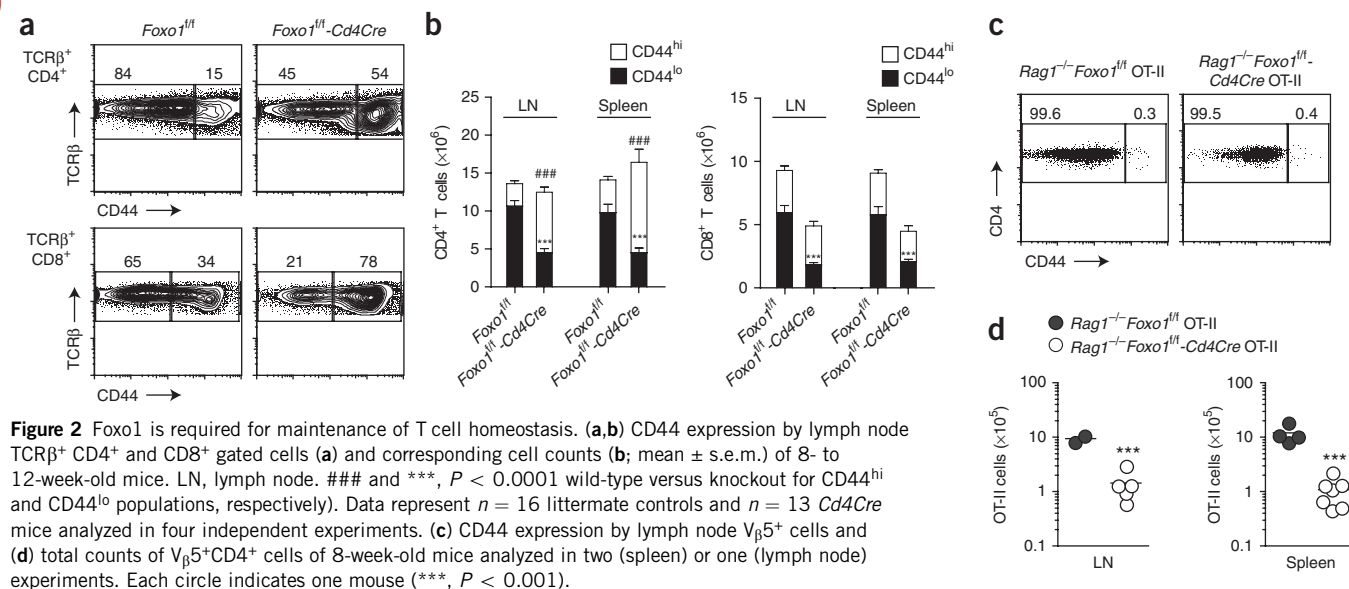 a
Foxo1f/f
Foxo1f/f-Cd4Cre
TCRβ+
CD4+
84
15
45
54
TCRβ
CD44
TCRβ+
CD8+
65
34
21
78
TCRβ
CD44
b
CD44hi
CD44lo
LN
Spleen
CD4+ T cells (×106)
25
20
15
10
5
0
###
***
###
***
Foxo1f/f
Foxo1f/f-Cd4Cre
Foxo1f/f
Foxo1f/f-Cd4Cre
CD44hi
CD44lo
LN
Spleen
CD8+ T cells (×106)
15
10
5
0
***
***
Foxo1f/f
Foxo1f/f-Cd4Cre
Foxo1f/f
Foxo1f/f-Cd4Cre
c
Rag1–/–Foxo1f/f OT-II
Rag1–/–Foxo1f/f-
Cd4Cre OT-II
99.6
0.3
99.5
0.4
CD4
CD44
d
Rag1–/–Foxo1f/f OT-II
Rag1–/–Foxo1f/f-Cd4Cre OT-II
OT-II cells (×105)
100
10
1
0.1
***
LN
OT-II cells (×105)
100
10
1
0.1
***
Spleen
Figure 2 Foxo1 is required for maintenance of T cell homeostasis. (a,b) CD44 expression by lymph node
TCRβ+ CD4+ and CD8+ gated cells (a) and corresponding cell counts (b; mean ± s.e.m.) of 8- to
12-week-old mice. LN, lymph node. ### and ***, P < 0.0001 wild-type versus knockout for CD44hi
and CD44lo populations, respectively). Data represent n = 16 littermate controls and n = 13 Cd4Cre
mice analyzed in four independent experiments. (c) CD44 expression by lymph node Vβ5+ cells and
(d) total counts of Vβ5+CD4+ cells of 8-week-old mice analyzed in two (spleen) or one (lymph node)
experiments. Each circle indicates one mouse (***, P < 0.001).